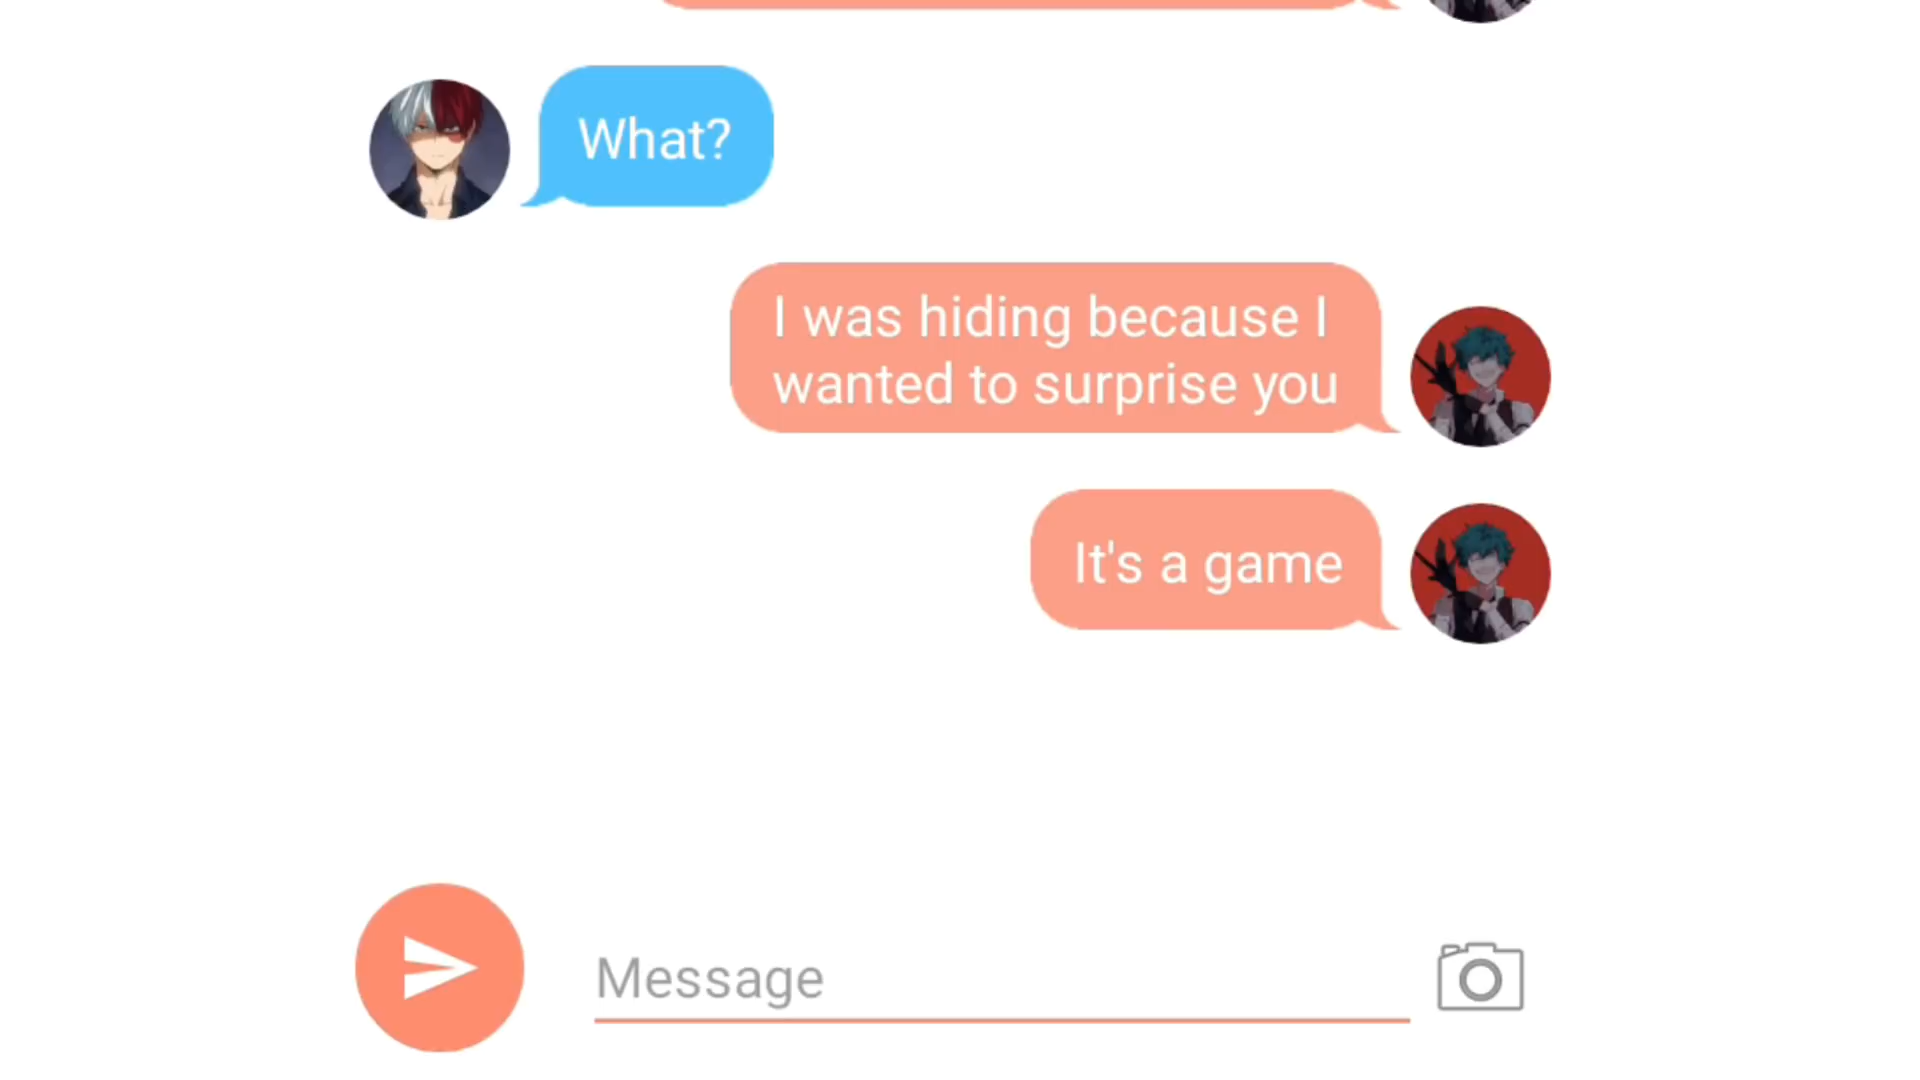 What?
I was hiding because I
wanted to surprise you
It's a game
Message